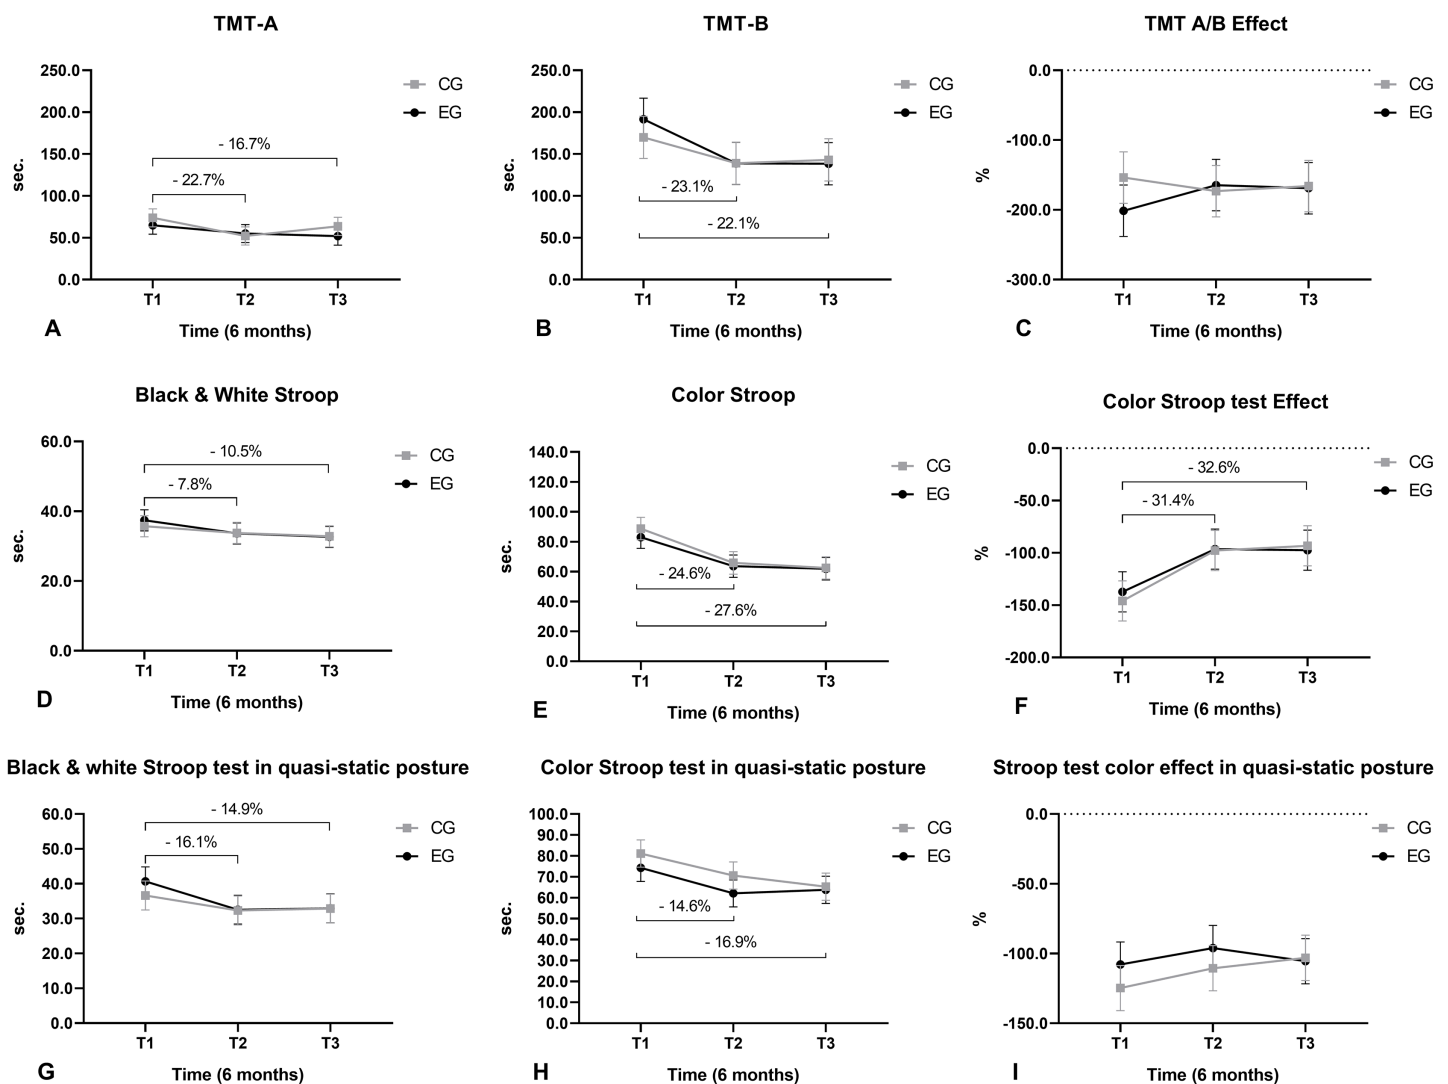 TMT-A
250.0
200.0
150.0
100.0
50.0
0.0
sec.
- 16.7%
- 22.7%
CG
EG
T1 T2 T3
Time (6 months)
A
TMT-B
250.0
200.0
150.0
100.0
50.0
0.0
sec.
- 23.1%
- 22.1%
CG
EG
T1 T2 T3
Time (6 months)
B
TMT A/B Effect
0.0
-100.0
-200.0
-300.0
%
CG
EG
T1 T2 T3
Time (6 months)
C
Black & White Stroop
60.0
40.0
20.0
0.0
sec.
- 10.5%
- 7.8%
CG
EG
T1 T2 T3
Time (6 months)
D
Color Stroop
140.0
120.0
100.0
80.0
60.0
40.0
20.0
0.0
sec.
- 24.6%
- 27.6%
CG
EG
T1 T2 T3
Time (6 months)
E
Color Stroop test Effect
0.0
-50.0
-100.0
-150.0
-200.0
%
- 32.6%
- 31.4%
CG
EG
T1 T2 T3
Time (6 months)
F
Black & white Stroop test in quasi-static posture
60.0
50.0
40.0
30.0
20.0
10.0
0.0
sec.
- 14.9%
- 16.1%
CG
EG
T1 T2 T3
Time (6 months)
G
Color Stroop test in quasi-static posture
100.0
90.0
80.0
70.0
60.0
50.0
40.0
30.0
20.0
10.0
0.0
sec.
- 14.6%
- 16.9%
CG
EG
T1 T2 T3
Time (6 months)
H
Stroop test color effect in quasi-static posture
0.0
-50.0
-100.0
-150.0
%
CG
EG
T1 T2 T3
Time (6 months)
I